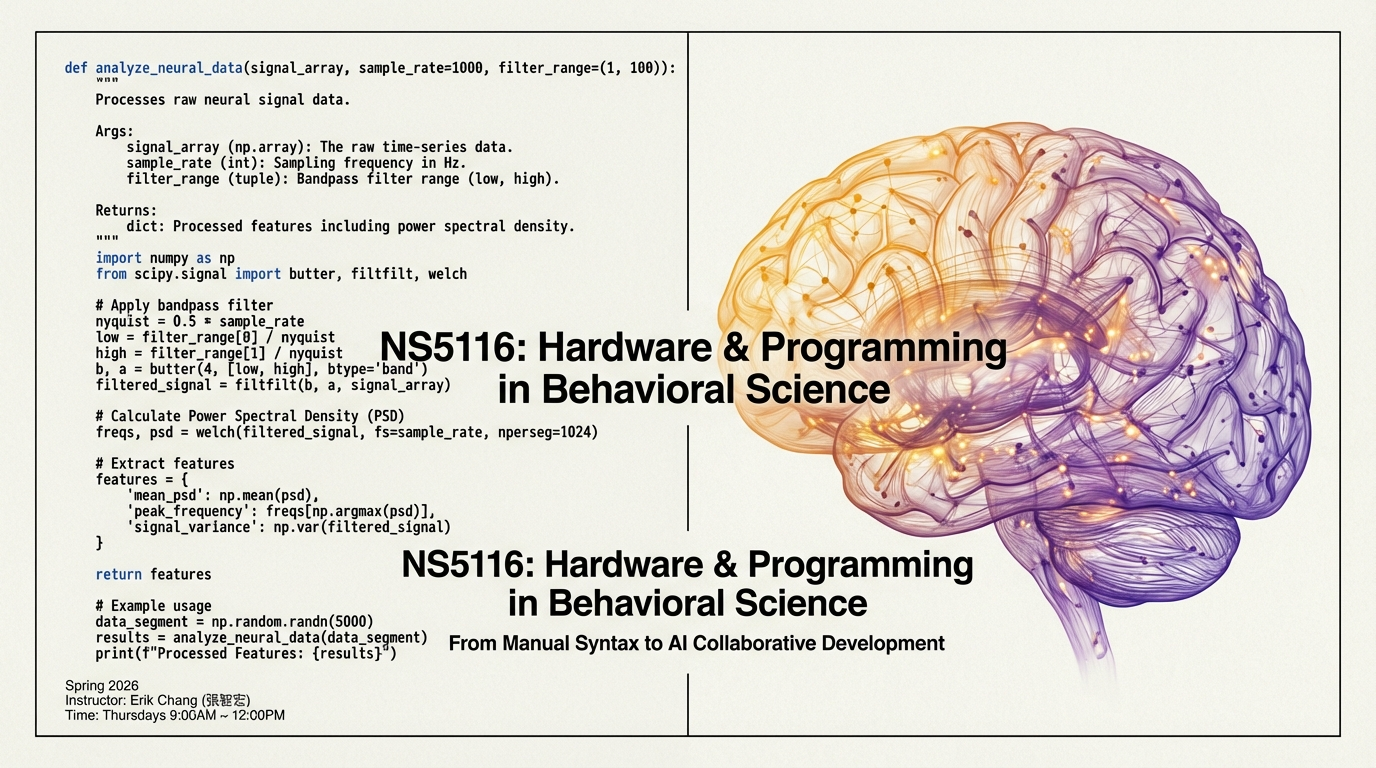 def analyze_neural_data(signal_array, sample_rate=1000, filter_range=(1, 100)):
"""
Processes raw neural signal data.
Args:
signal_array (np.array): The raw time-series data.
sample_rate (int): Sampling frequency in Hz.
filter_range (tuple): Bandpass filter range (low, high).
Returns:
dict: Processed features including power spectral density.
"""
import numpy as np
from scipy.signal import butter, filtfilt, welch
# Apply bandpass filter
nyquist = 0.5 * sample_rate
low = filter_range[0] / nyquist
high = filter_range[1] / nyquist
b, a = butter(4, [low, high], btype='band')
filtered_signal = filtfilt(b, a, signal_array)
# Calculate Power Spectral Density (PSD)
freqs, psd = welch(filtered_signal, fs=sample_rate, nperseg=1024)
# Extract features
features = {
'mean_psd': np.mean(psd),
'peak_frequency': freqs[np.argmax(psd)],
'signal_variance': np.var(filtered_signal)
}
return features
# Example usage
data_segment = np.random.randn(5000)
results = analyze_neural_data(data_segment)
print(f"Processed Features: {results}")
NS5116: Hardware & Programming
in Behavioral Science
NS5116: Hardware & Programming
in Behavioral Science
From Manual Syntax to AI Collaborative Development
Spring 2026
Instructor: Erik Chang (張)
Time: Thursdays 9:00AM ~ 12:00PM